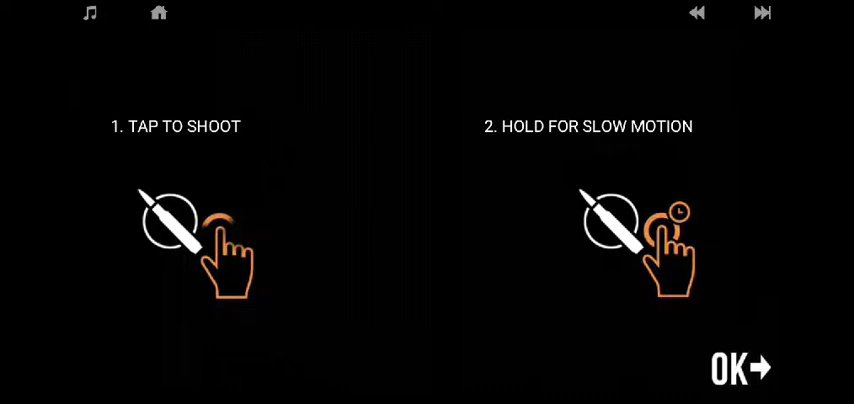 1. TAP TO SHOOT
2. HOLD FOR SLOW MOTION
OK